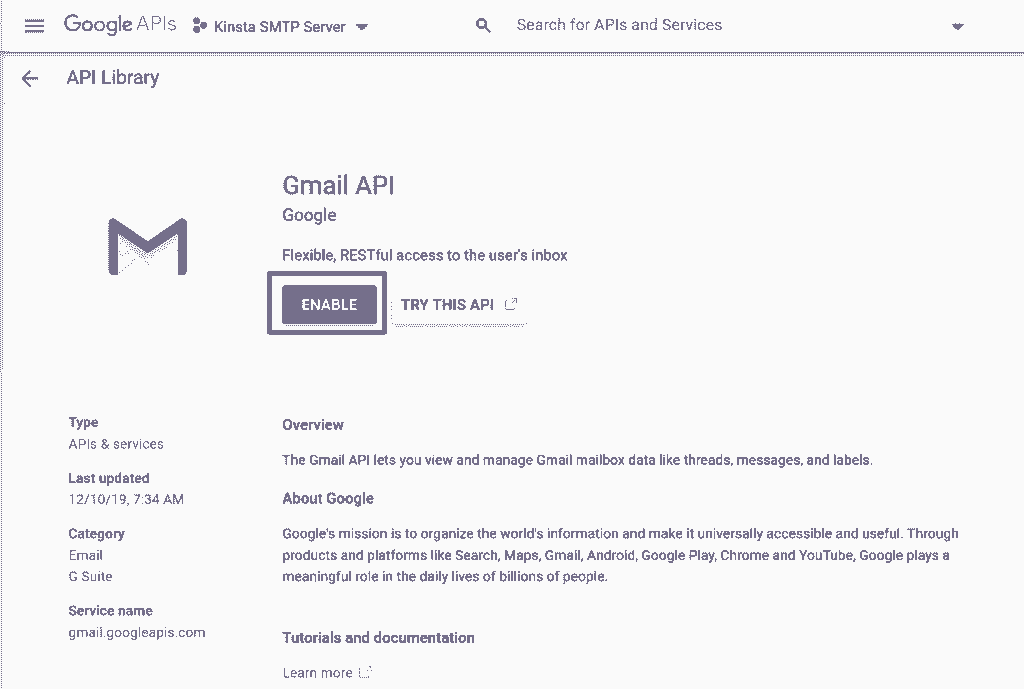 Google APIs Kinsta SMTP Server Search for APIs and Services
API Library
Gmail API
Google
Flexible, RESTful access to the user's inbox
ENABLE TRY THIS API
Type
APIs & services
Last updated
12/10/19, 7:34 AM
Category
Email
G Suite
Service name
gmail.googleapis.com
Overview
The Gmail API lets you view and manage Gmail mailbox data like threads, messages, and labels.
About Google
Google's mission is to organize the world's information and make it universally accessible and useful. Through
products and platforms like Search, Maps, Gmail, Android, Google Play, Chrome and YouTube, Google plays a
meaningful role in the daily lives of billions of people.
Tutorials and documentation
Learn more